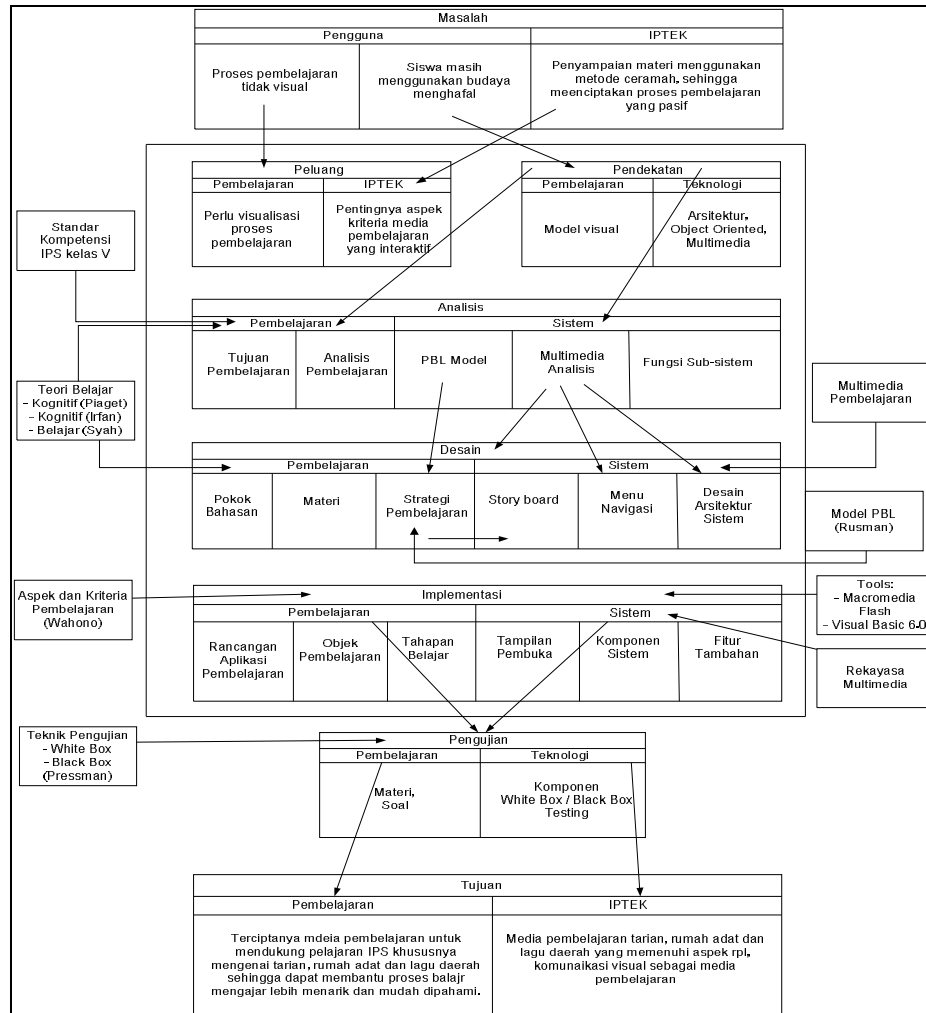 Masalah
Pengguna
IPTEK
Proses pembelajaran
tidak visual
Siswa masih
menggunakan budaya
menghafal
Penyampaian materi menggunakan
metode ceramah, sehingga
meenciptakan proses pembelajaran
yang pasif
Peluang
Pembelajaran
IPTEK
Perlu visualisasi
proses
pembelajaran
Pentingnya aspek
kriteria media
pembelajaran
yang interaktif
Pendekatan
Pembelajaran
Teknologi
Model visual
Arsitektur,
Object Oriented,
Multimedia
Standar
Kompetensi
IPS kelas V
Analisis
Pembelajaran
Sistem
Tujuan
Pembelajaran
Analisis
Pembelajaran
PBL Model
Multimedia
Analisis
Fungsi Sub-sistem
Teori Belajar
- Kognitif (Piaget)
- Kognitif (Irfan)
- Belajar (Syah)
Multimedia
Pembelajaran
Desain
Pembelajaran
Sistem
Pokok
Bahasan
Materi
Strategi
Pembelajaran
Story board
Menu
Navigasi
Desain
Arsitektur
Sistem
Model PBL
(Rusman)
Aspek dan Kriteria
Pembelajaran
(Wahono)
Implementasi
Pembelajaran
Sistem
Rancangan
Aplikasi
Pembelajaran
Objek
Pembelajaran
Tahapan
Belajar
Tampilan
Pembuka
Komponen
Sistem
Fitur
Tambahan
Tools:
- Macromedia
Flash
- Visual Basic 6.0
Rekayasa
Multimedia
Teknik Pengujian
- White Box
- Black Box
(Pressman)
Pengujian
Pembelajaran
Teknologi
Materi,
Soal
Komponen
White Box / Black Box
Testing
Tujuan
Pembelajaran
IPTEK
Terciptanya mdeia pembelajaran untuk
mendukung pelajaran IPS khususnya
mengenai tarian, rumah adat dan lagu daerah
sehingga dapat membantu proses balajr
mengajar lebih menarik dan mudah dipahami.
Media pembelajaran tarian, rumah adat dan
lagu daerah yang memenuhi aspek rpl,
komunaikasi visual sebagai media
pembelajaran